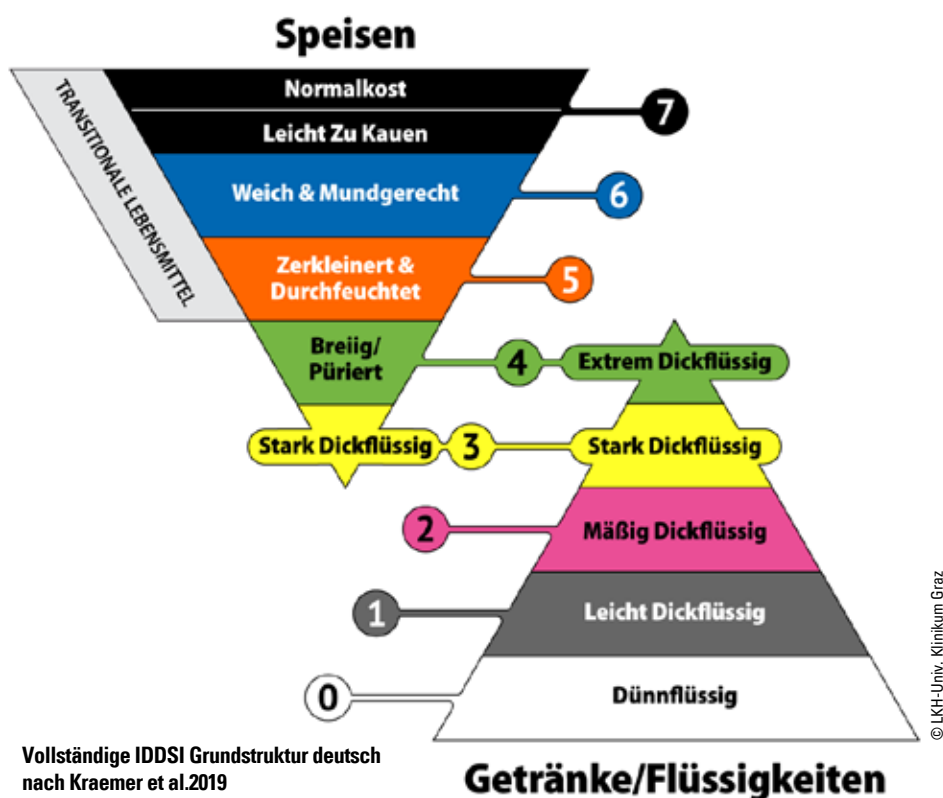 Speisen
TRANSITIONALE LEBENSMITTEL
Normalkost
7
Leicht Zu Kauen
Weich & Mundgerecht
6
Zerkleinert &
Durchfeuchtet
5
Breiig/
Püriert
4
Extrem Dickflüssig
Stark Dickflüssig
3
Stark Dickflüssig
2
Mäßig Dickflüssig
1
Leicht Dickflüssig
0
Dünnflüssig
Vollständige IDDSI Grundstruktur deutsch
nach Kraemer et al.2019
Getränke/Flüssigkeiten
© LKH-Univ. Klinikum Graz